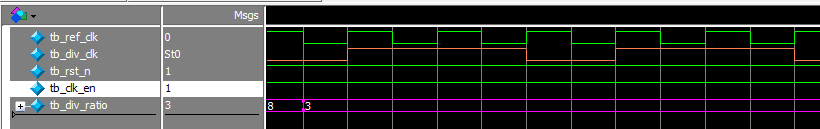 Msgs
tb_ref_clk 0
tb_div_clk St0
tb_rst_n 1
tb_clk_en 1
tb_div_ratio 3 8 3